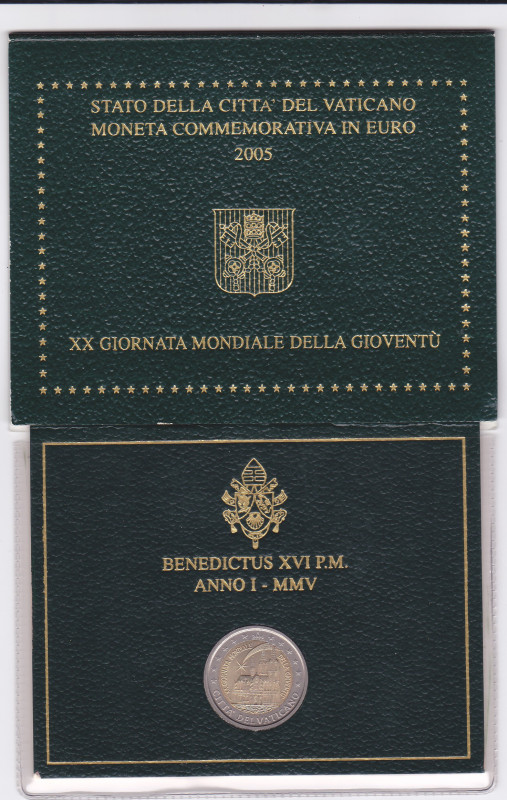 STATO DELLA CITTA' DEL VATICANO
MONETA COMMEMORATIVA IN EURO
2005
XX GIORNATA MONDIALE DELLA GIOVENTÙ
BENEDICTUS XVI P.M.
ANNO I - MMV
CITTA' DEL VATICANO